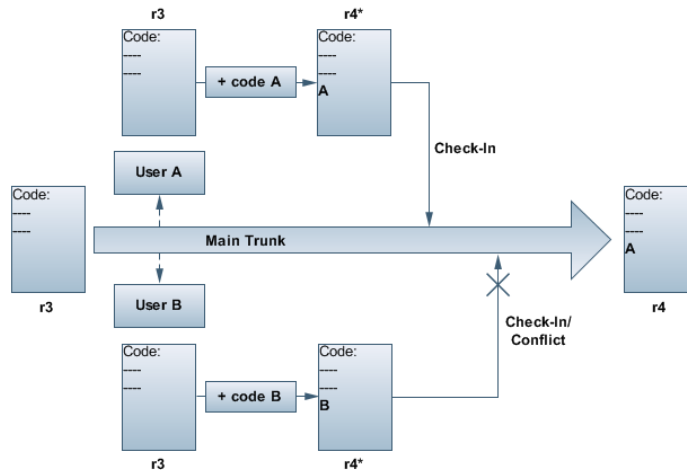 r3
r4*
Code:
----
----
+ code A
Code:
----
----
A
Check-In
User A
Code:
----
----
r3
Main Trunk
Code:
----
----
A
r4
User B
Check-In/
Conflict
Code:
----
----
+ code B
Code:
----
----
B
r3
r4*